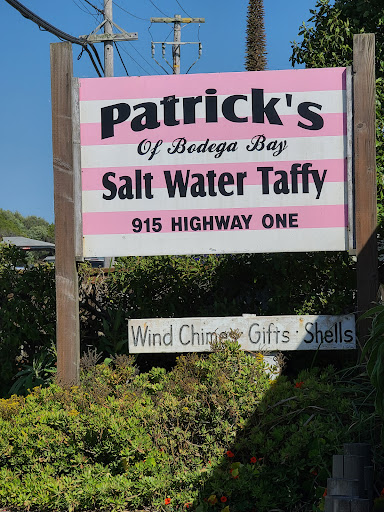 Patrick's
Of Bodega Bay
Salt Water Taffy
915 HIGHWAY ONE
Wind Chimes Gifts · Shells